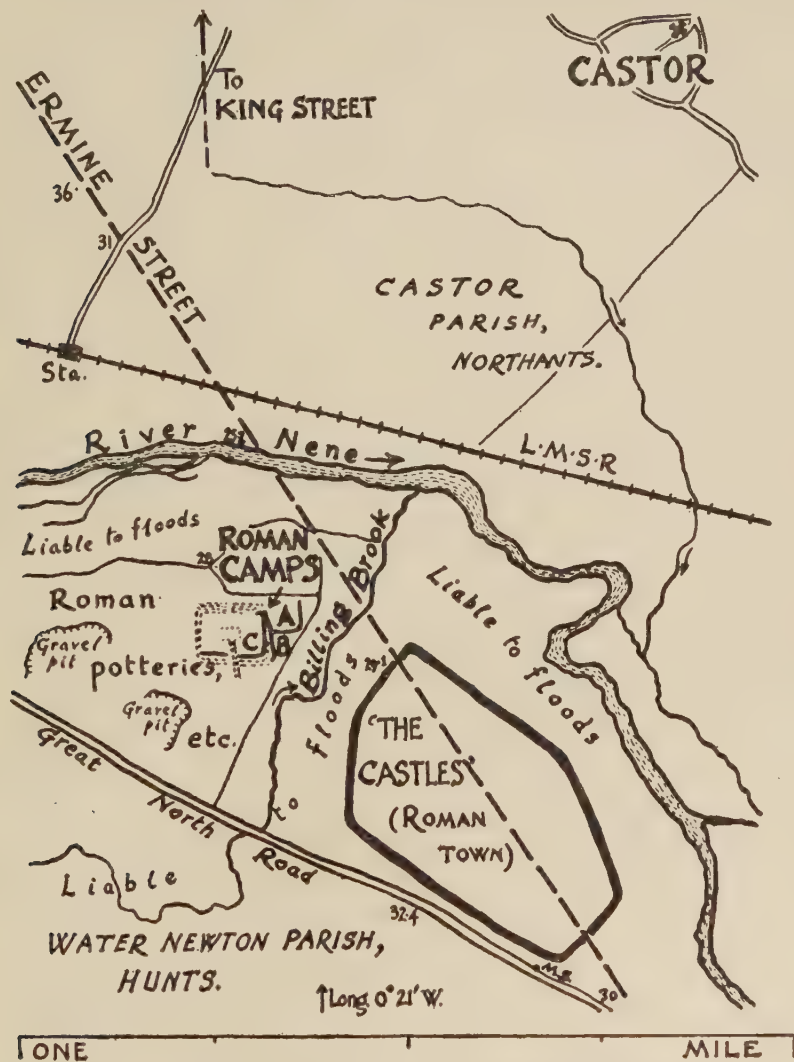 CASTOR
To
KING STREET
ERMINE
STREET
36·
31
CASTOR
PARISH,
NORTHANTS.
Sta.
River Nene
L·M·S·R
Liable to floods
ROMAN
CAMPS
A
C B
Roman
Gravel
pit
potteries,
Gravel
pit
etc.
Billing Brook
floods
Liable to floods
'THE
CASTLES'
(ROMAN
TOWN)
Great North Road
to
Liable
32·4
30
WATER NEWTON PARISH,
HUNTS.
Long. 0° 21' W.
ONE MILE